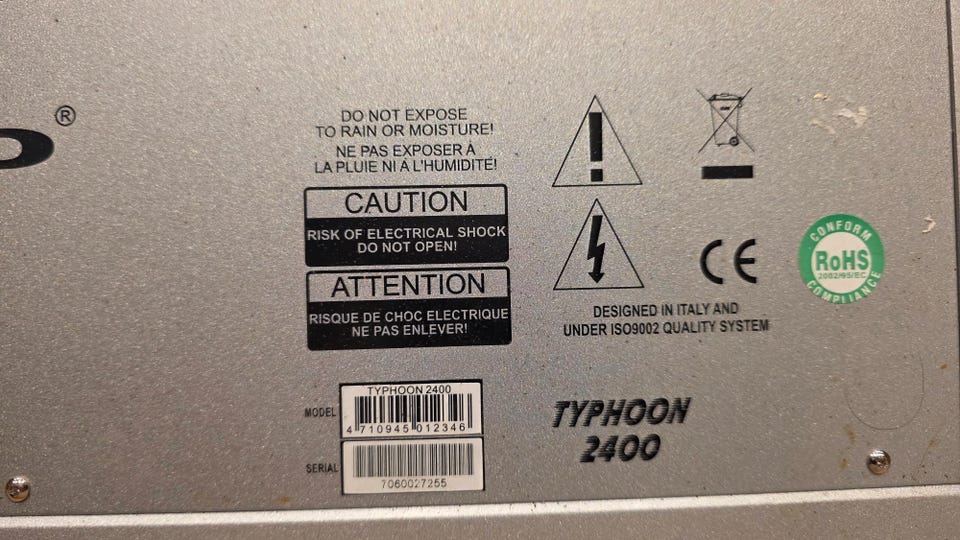 ®
DO NOT EXPOSE
TO RAIN OR MOISTURE!
NE PAS EXPOSER À
LA PLUIE NI À L'HUMIDITÉ!
CAUTION
RISK OF ELECTRICAL SHOCK
DO NOT OPEN!
ATTENTION
RISQUE DE CHOC ELECTRIQUE
NE PAS ENLEVER!
CE
CONFORM
RoHS
2002/95/EC
COMPLIANCE
DESIGNED IN ITALY AND
UNDER ISO9002 QUALITY SYSTEM
MODEL
TYPHOON 2400
4 710945 012346
SERIAL
7060027255
TYPHOON
2400